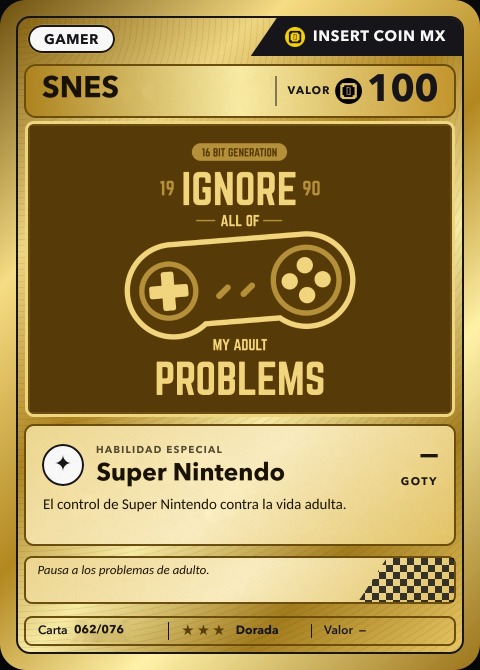 GAMER
INSERT COIN MX
SNES
VALOR 100
16 BIT GENERATION
19 IGNORE 90
ALL OF
MY ADULT
PROBLEMS
HABILIDAD ESPECIAL
Super Nintendo
–
GOTY
El control de Super Nintendo contra la vida adulta.
Pausa a los problemas de adulto.
Carta 062/076 ★ ★ ★ Dorada Valor –